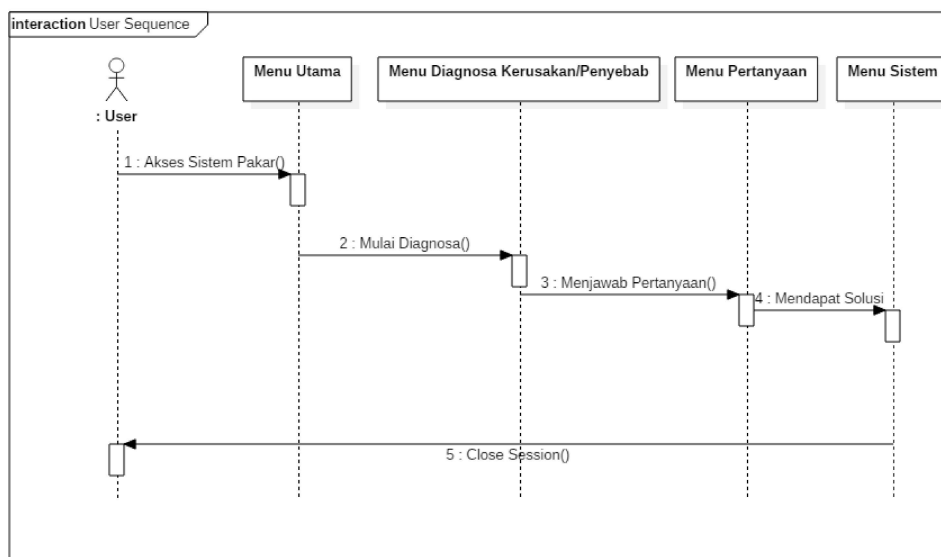 interaction User Sequence
Menu Utama
Menu Diagnosa Kerusakan/Penyebab
Menu Pertanyaan
Menu Sistem
: User
1 : Akses Sistem Pakar()
2 : Mulai Diagnosa()
3 : Menjawab Pertanyaan()
4 : Mendapat Solusi
5 : Close Session()